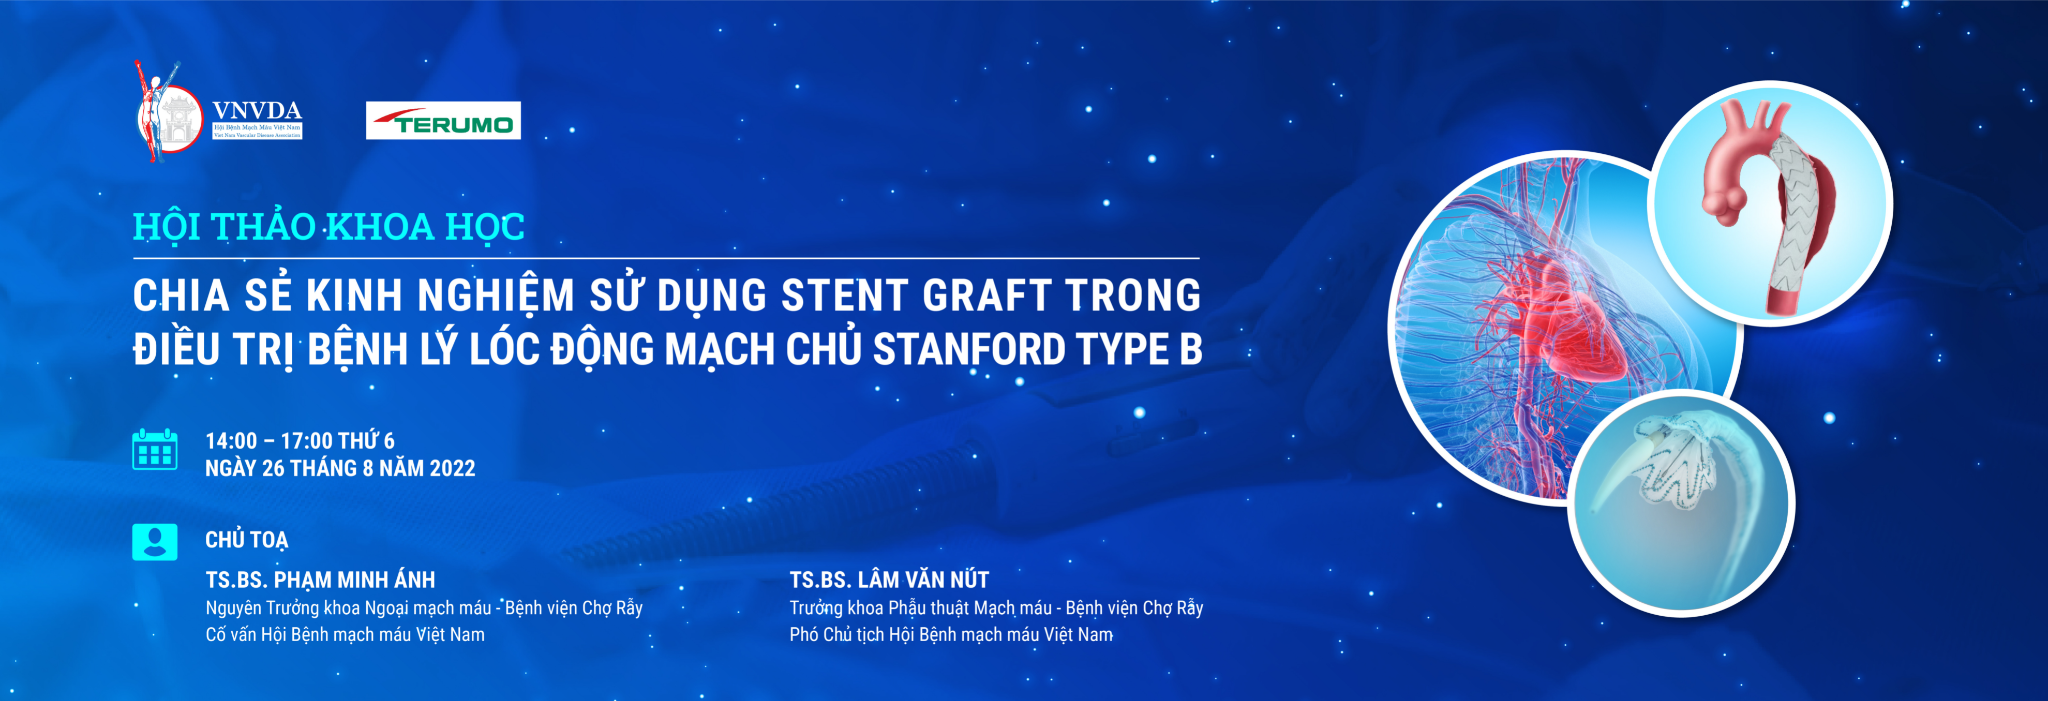 VNVDA
Hội Bệnh Mạch Máu Việt Nam
Viet Nam Vascular Disease Association
TERUMO
HỘI THẢO KHOA HỌC
CHIA SẺ KINH NGHIỆM SỬ DỤNG STENT GRAFT TRONG
ĐIỀU TRỊ BỆNH LÝ LÓC ĐỘNG MẠCH CHỦ STANFORD TYPE B
14:00 – 17:00 THỨ 6
NGÀY 26 THÁNG 8 NĂM 2022
CHỦ TOẠ
TS.BS. PHẠM MINH ÁNH
Nguyên Trưởng khoa Ngoại mạch máu - Bệnh viện Chợ Rẫy
Cố vấn Hội Bệnh mạch máu Việt Nam
TS.BS. LÂM VĂN NÚT
Trưởng khoa Phẫu thuật Mạch máu - Bệnh viện Chợ Rẫy
Phó Chủ tịch Hội Bệnh mạch máu Việt Nam